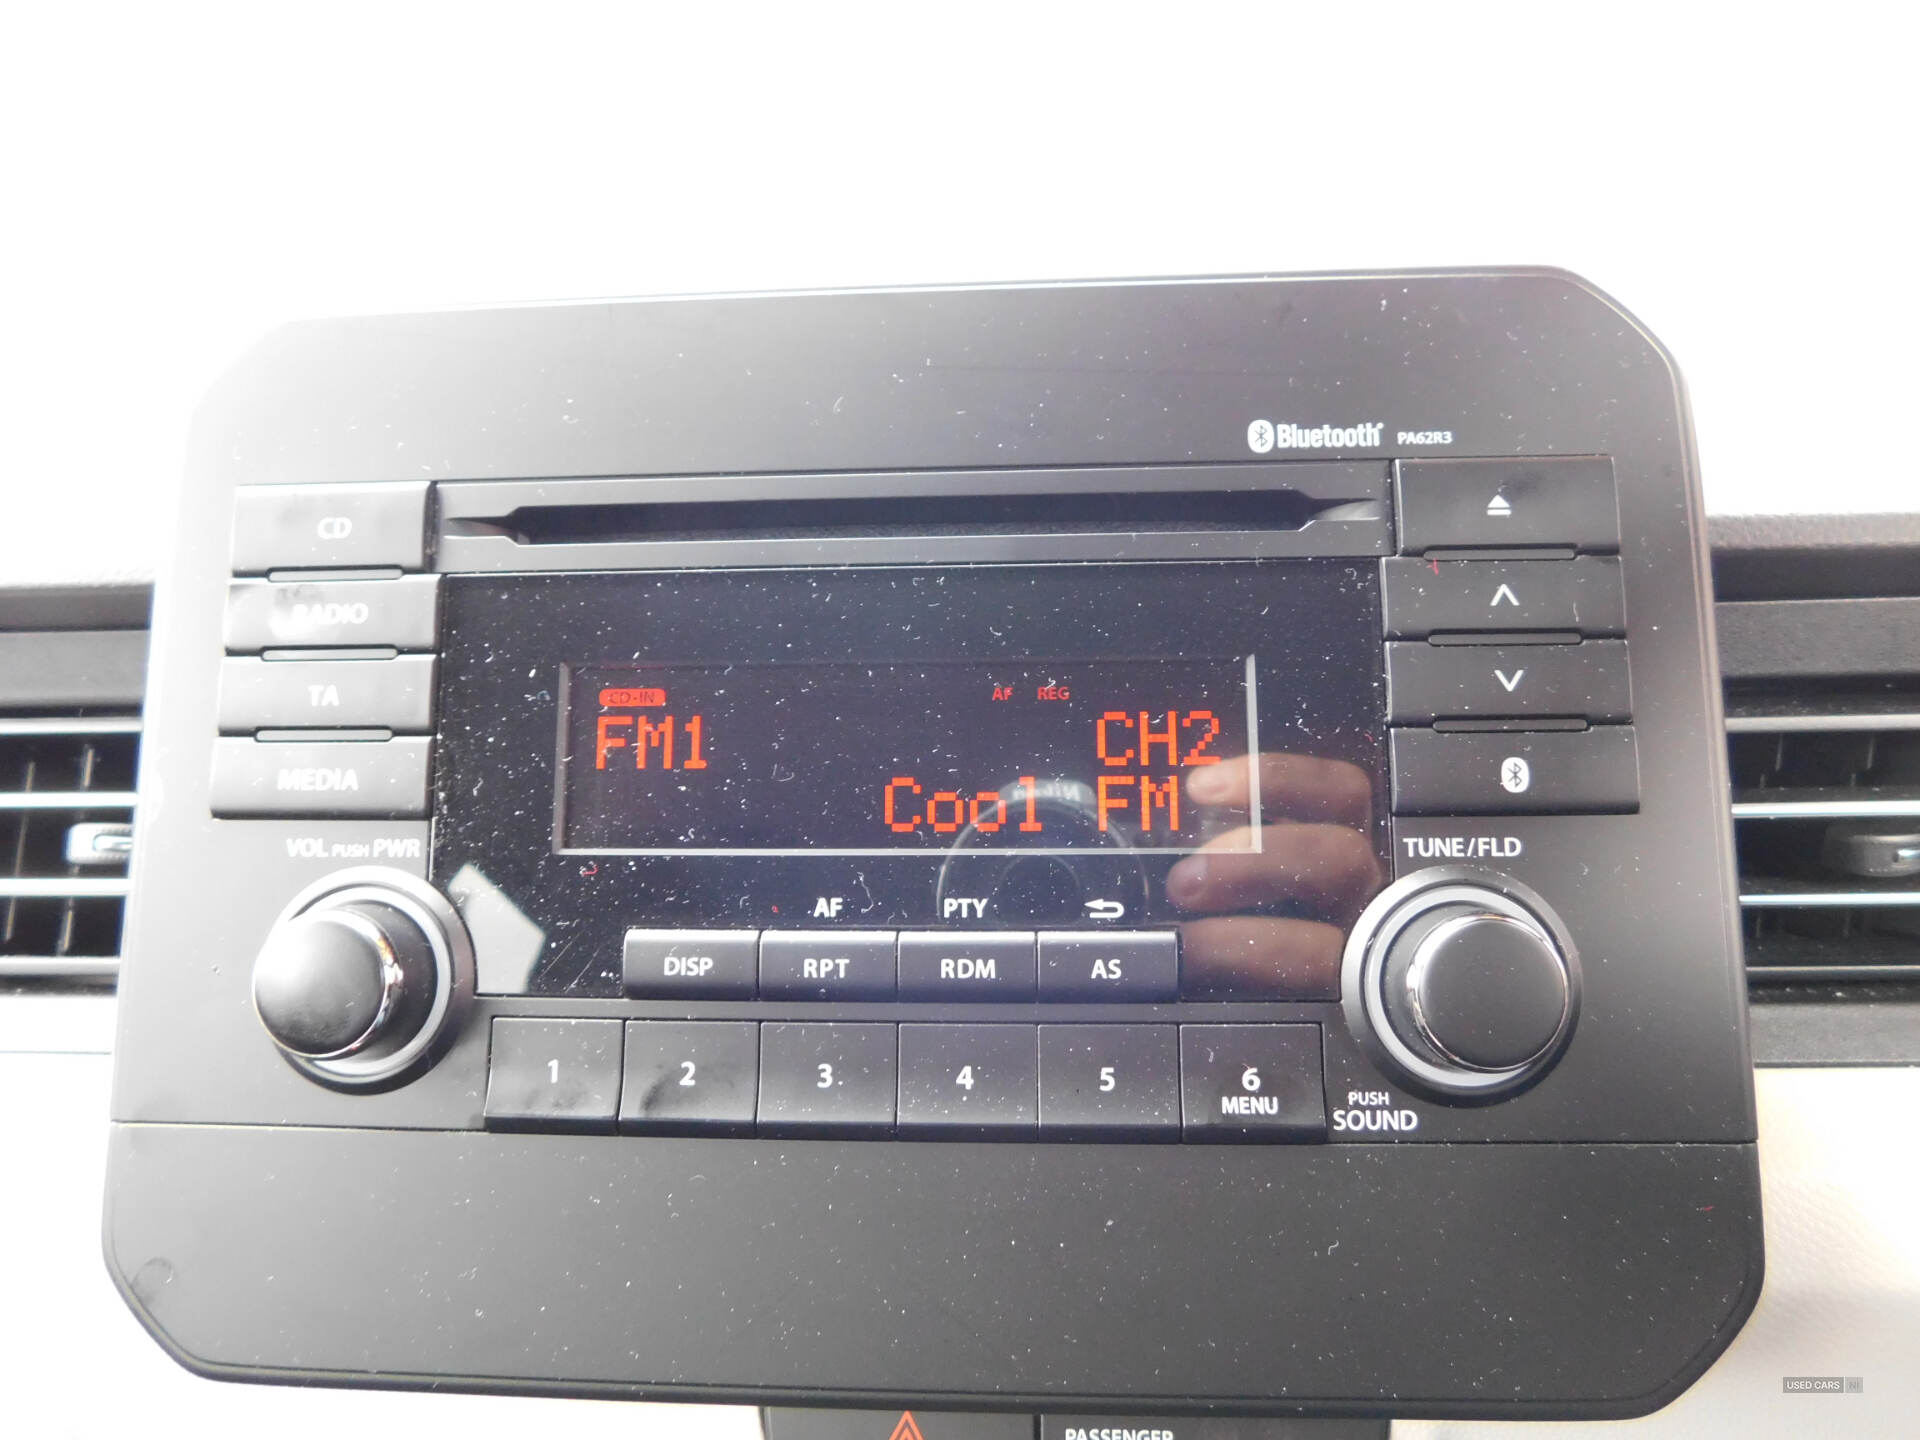 Bluetooth PA62R3
CD
RADIO
TA
MEDIA
CD-IN AF REG
FM1 CH2
Cool FM
VOL PUSH PWR
TUNE/FLD
AF PTY
DISP RPT RDM AS
1 2 3 4 5 6
MENU
PUSH
SOUND
USED CARS NI
PASSENGER